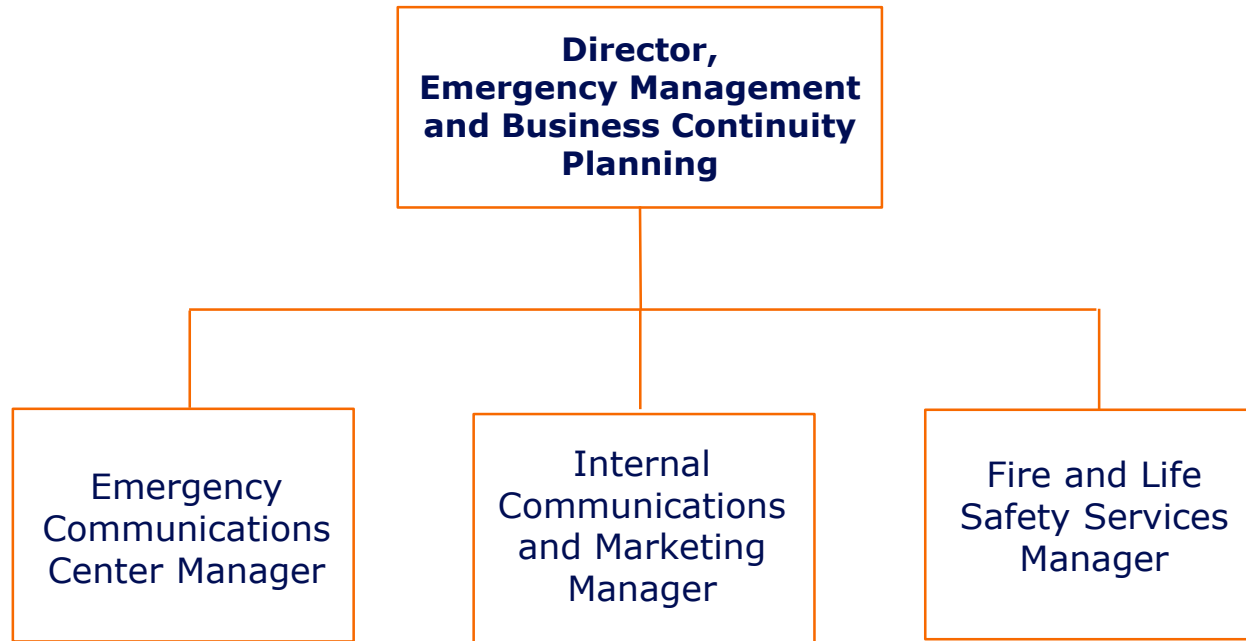 Director,
Emergency Management
and Business Continuity
Planning
Emergency
Communications
Center Manager
Internal
Communications
and Marketing
Manager
Fire and Life
Safety Services
Manager